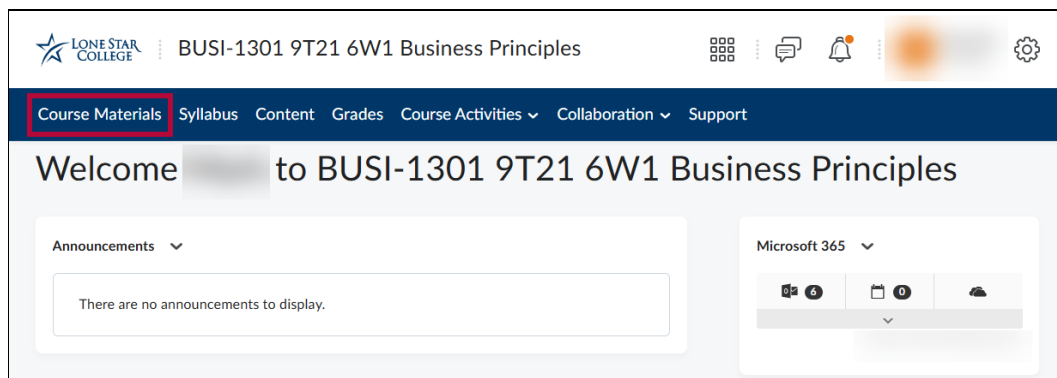 LONE STAR
COLLEGE
BUSI-1301 9T21 6W1 Business Principles
Course Materials Syllabus Content Grades Course Activities Collaboration Support
Welcome to BUSI-1301 9T21 6W1 Business Principles
Announcements
Microsoft 365
6 0
There are no announcements to display.